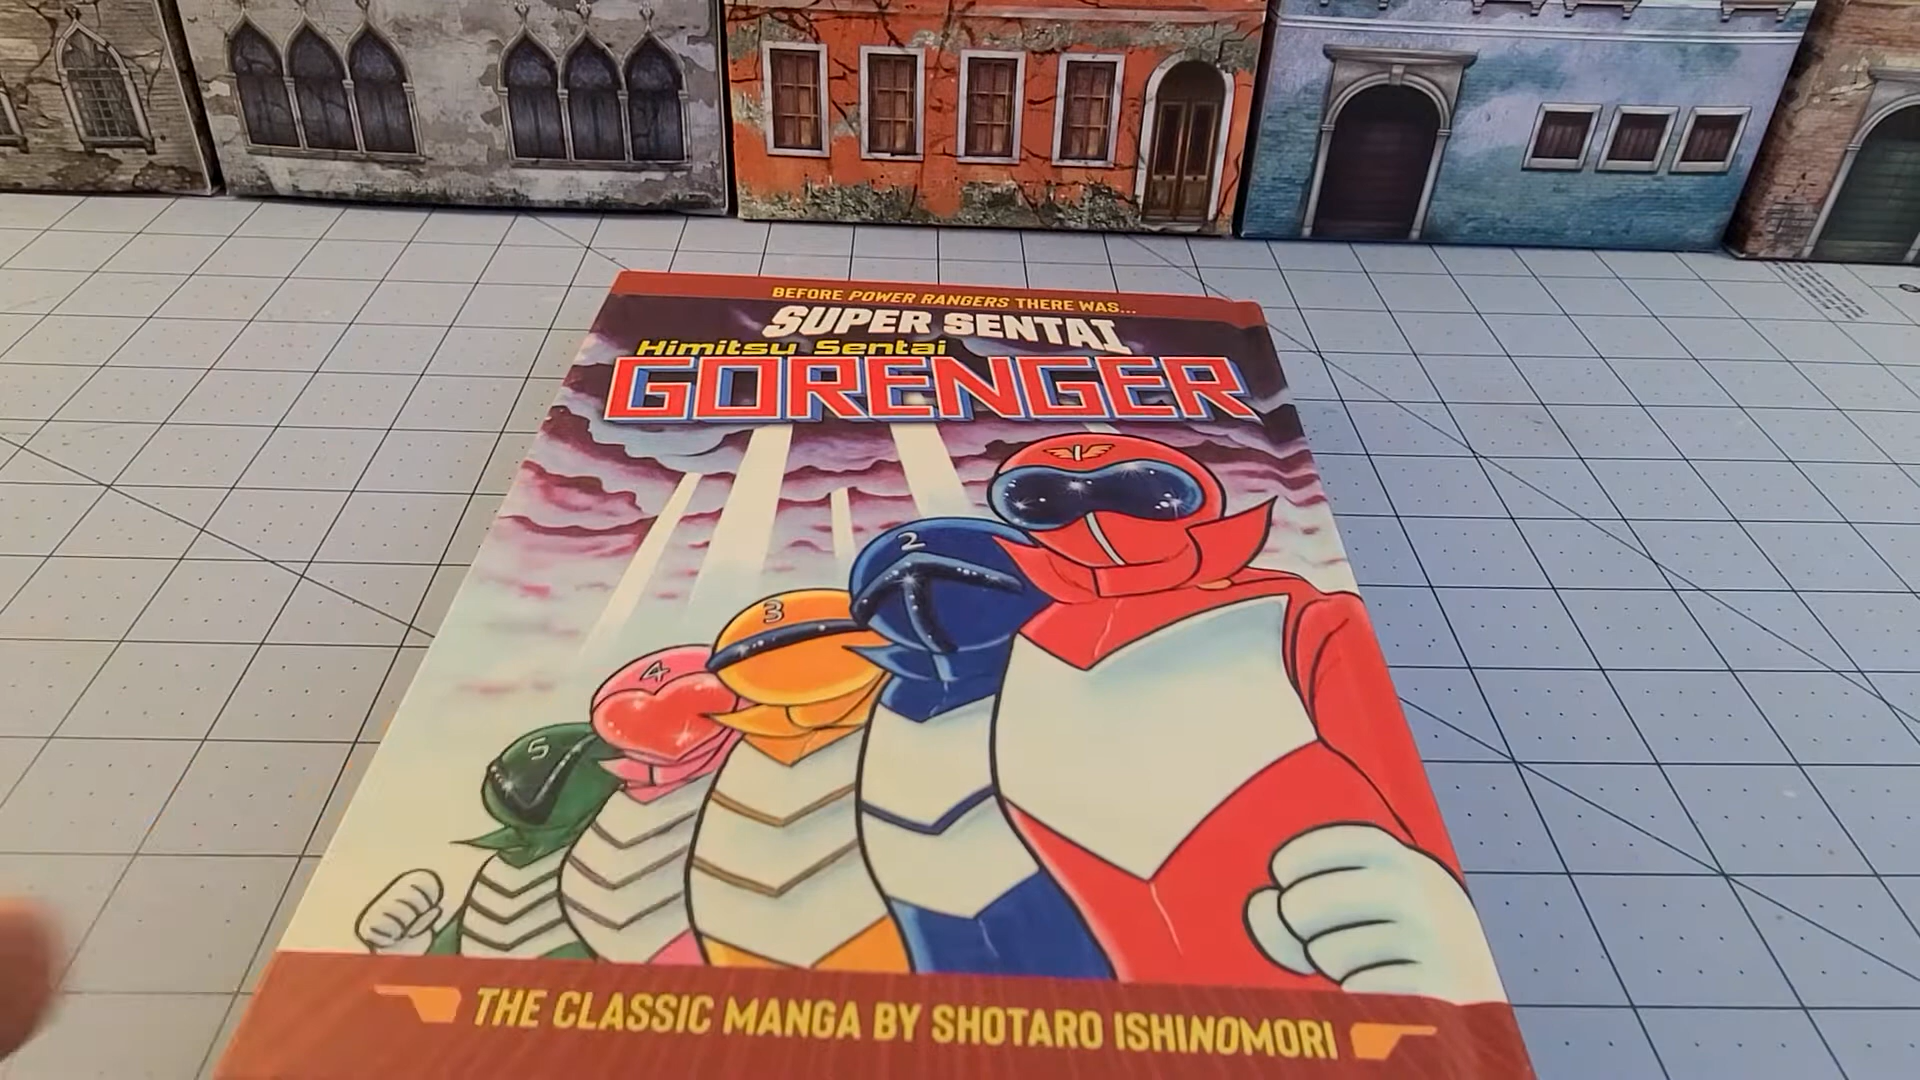 BEFORE POWER RANGERS THERE WAS...
SUPER SENTAI
Himitsu Sentai
GORENGER
2
3
4
5
THE CLASSIC MANGA BY SHOTARO ISHINOMORI